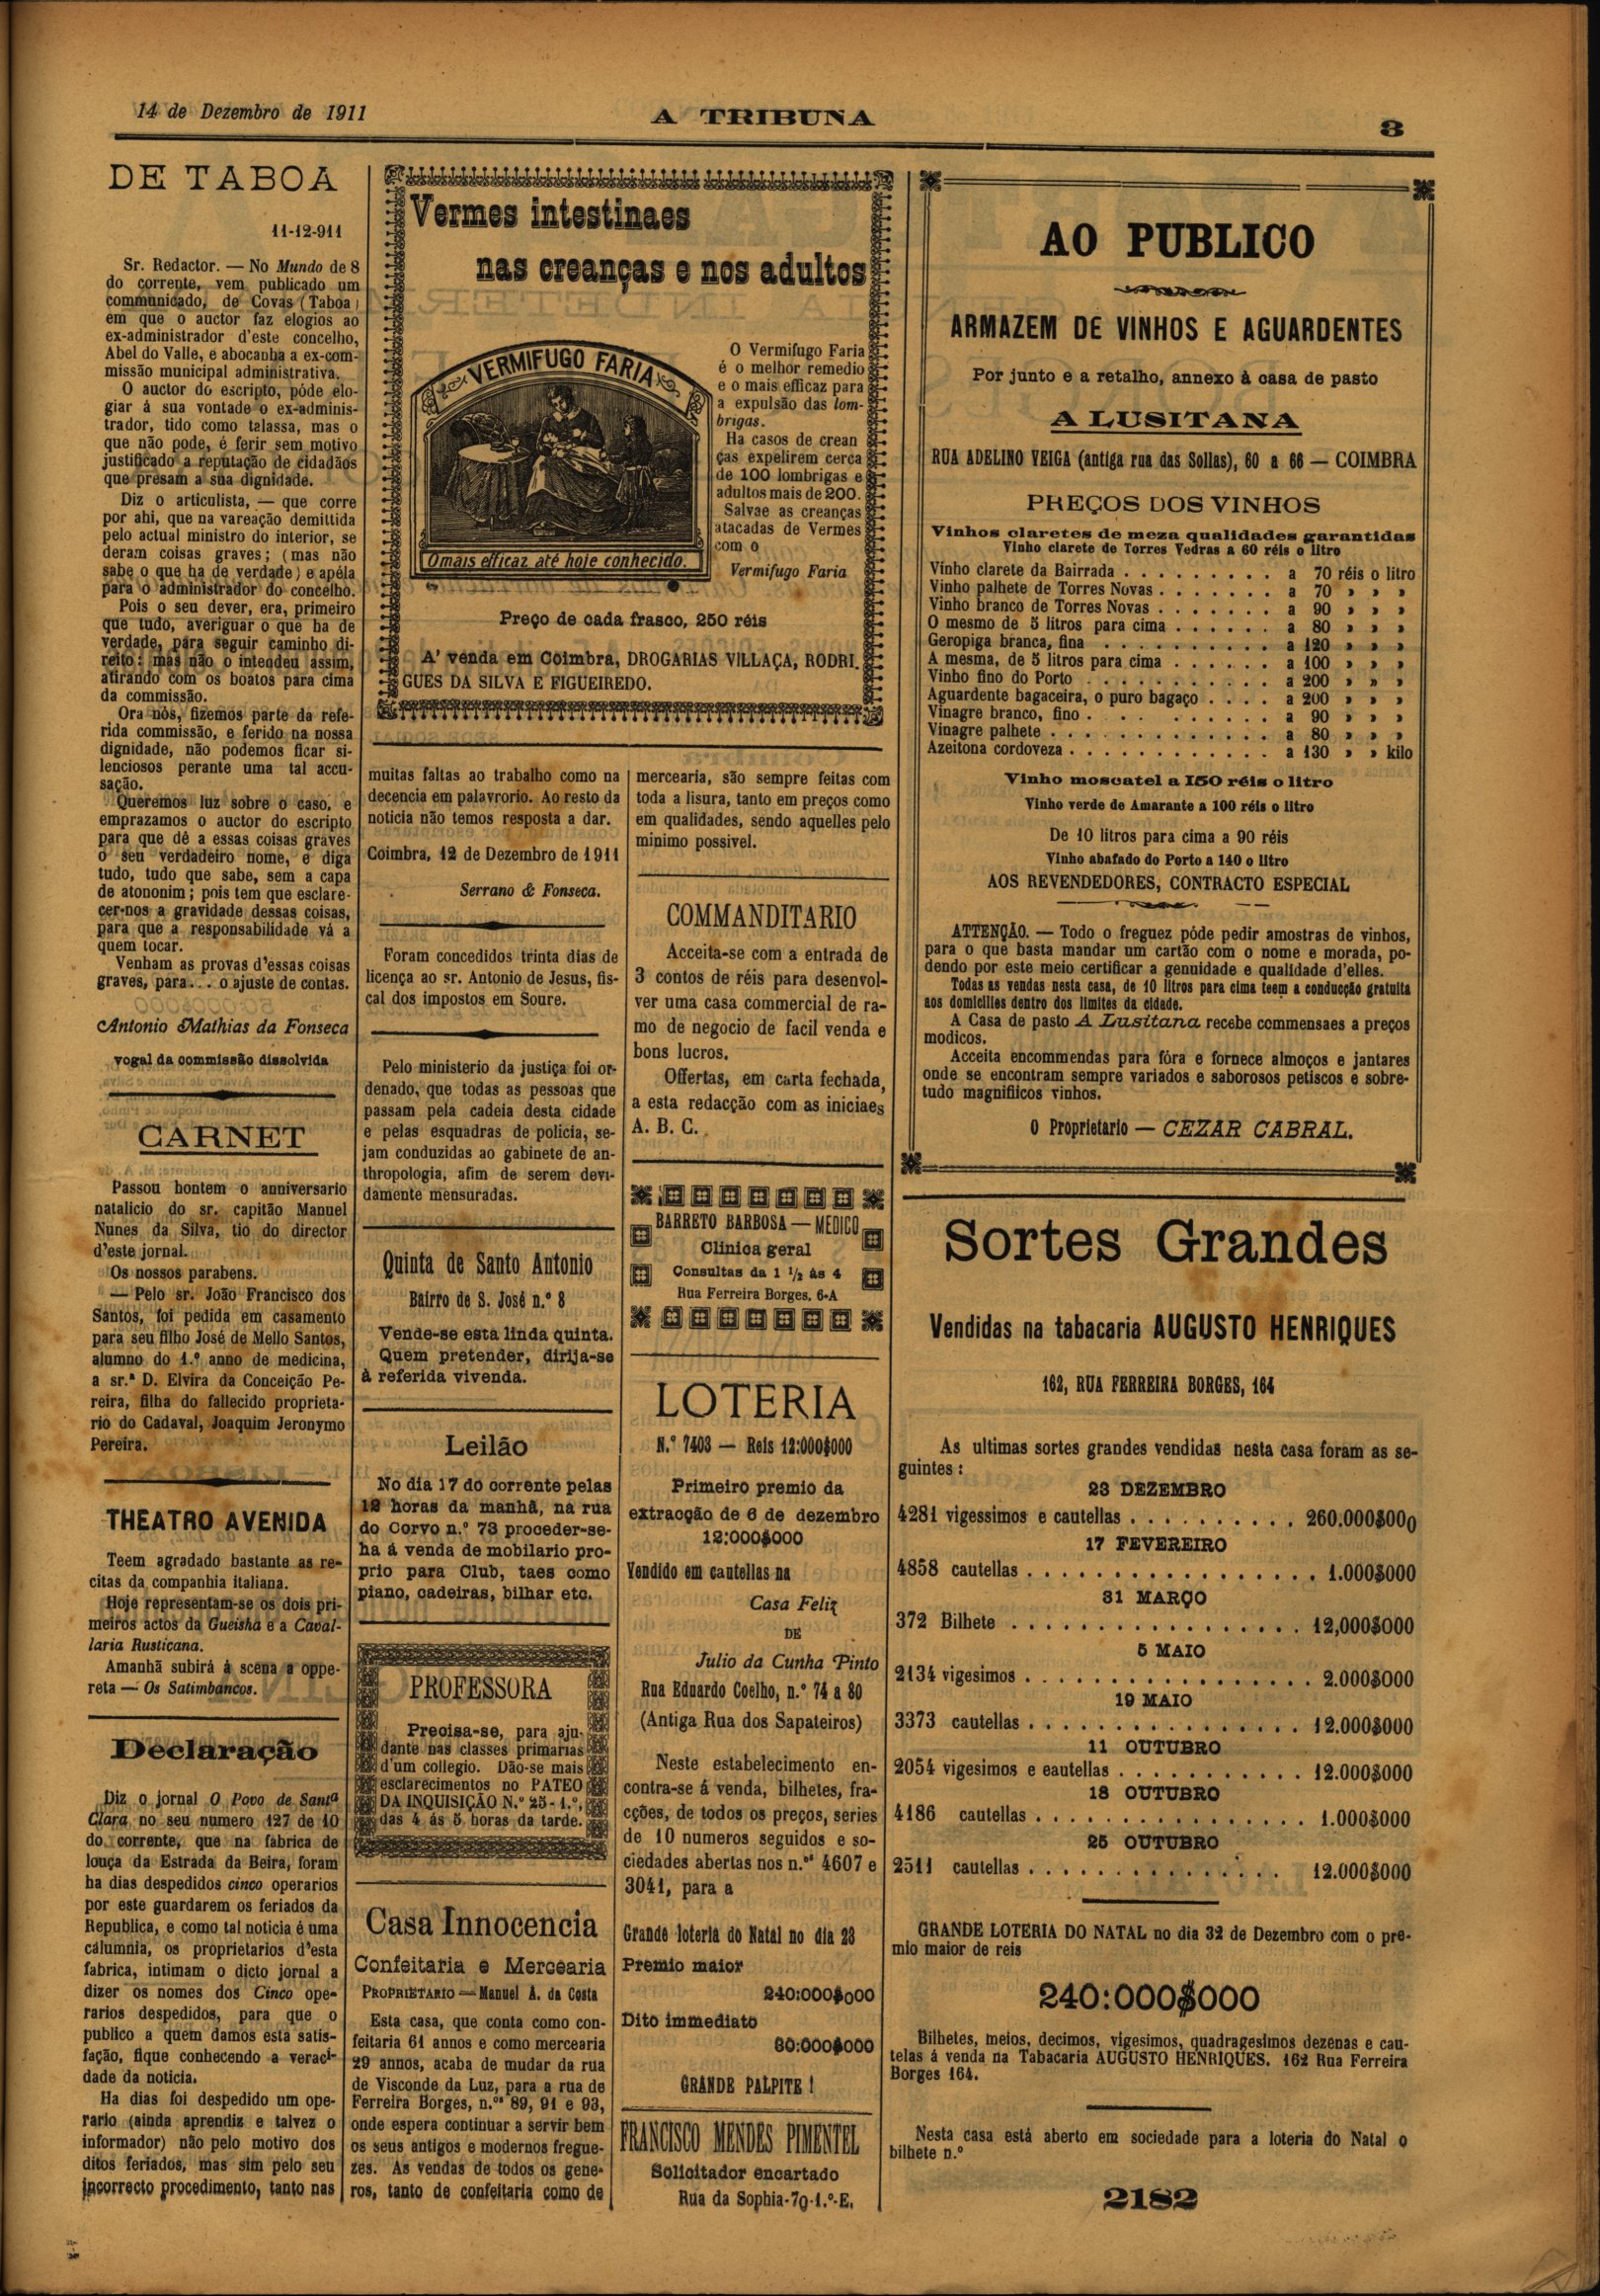 14 de Dezembro de 1911
A TRIBUNA
3
DE TABOA
11-12-911
Sr. Redactor. — No Mundo de 8
do corrente, vem publicado um
communicado, de Covas (Taboa)
em que o auctor faz elogios ao
ex-administrador d'este concelho,
Abel do Valle, e abocanha a ex-com-
missão municipal administrativa.
O auctor do escripto, póde elo-
giar á sua vontade o ex-adminis-
trador, tido como talassa, mas o
que não pode, é ferir sem motivo
justificado a reputação de cidadãos
que presam a sua dignidade.
Diz o articulista, — que corre
por ahi, que na vareação demittida
pelo actual ministro do interior, se
deram coisas graves; (mas não
sabe o que ha de verdade) e apéla
para o administrador do concelho.
Pois o seu dever, era, primeiro
que tudo, averiguar o que ha de
verdade, para seguir caminho di-
reito: mas não o intendeu assim,
atirando com os boatos para cima
da commissão.
Ora nós, fizemos parte da refe-
rida commissão, e ferido na nossa
dignidade, não podemos ficar si-
lenciosos perante uma tal accu-
sação.
Queremos luz sobre o caso, e
emprazamos o auctor do escripto
para que dê a essas coisas graves
o seu verdadeiro nome, e diga
tudo, tudo que sabe, sem a capa
de atononim; pois tem que esclare-
cer-nos a gravidade dessas coisas,
para que a responsabilidade vá a
quem tocar.
Venham as provas d'essas coisas
graves, para... o ajuste de contas.
Antonio Mathias da Fonseca
vogal da commissão dissolvida
CARNET
Passou hontem o anniversario
natalicio do sr. capitão Manuel
Nunes da Silva, tio do director
d'este jornal.
Os nossos parabens.
— Pelo sr. João Francisco dos
Santos, foi pedida em casamento
para seu filho José de Mello Santos,
alumno do 1.º anno de medicina,
a sr.ª D. Elvira da Conceição Pe-
reira, filha do fallecido proprieta-
rio do Cadaval, Joaquim Jeronymo
Pereira.
THEATRO AVENIDA
Teem agradado bastante as re-
citas da companhia italiana.
Hoje representam-se os dois pri-
meiros actos da Gueisha e a Caval-
laria Rusticana.
Amanhã subirá á scena a oppe-
reta — Os Satimbancos.
Declaração
Diz o jornal O Povo de Santª
Clara no seu numero 127 de 10
do corrente, que na fabrica de
louça da Estrada da Beira, foram
ha dias despedidos cinco operarios
por este guardarem os feriados da
Republica, e como tal noticia é uma
calumnia, os proprietarios d'esta
fabrica, intimam o dicto jornal a
dizer os nomes dos Cinco ope-
rarios despedidos, para que o
publico a quem damos esta satis-
fação, fique conhecendo a veraci-
dade da noticia.
Ha dias foi despedido um ope-
rario (ainda aprendiz e talvez o
informador) não pelo motivo dos
ditos feriados, mas sim pelo seu
incorrecto procedimento, tanto nas
Vermes intestinaes
nas creanças e nos adultos
VERMIFUGO FARIA
O mais efficaz até hoje conhecido.
O Vermifugo Faria
é o melhor remedio
e o mais efficaz para
a expulsão das lom-
brigas.
Ha casos de crean
ças expelirem cerca
de 100 lombrigas e
adultos mais de 200.
Salvae as creanças
atacadas de Vermes
com o
Vermifugo Faria
Preço de cada frasco, 250 réis
A' venda em Coimbra, DROGARIAS VILLAÇA, RODRI.
GUES DA SILVA E FIGUEIREDO.
muitas faltas ao trabalho como na
decencia em palavrorio. Ao resto da
noticia não temos resposta a dar.
Coimbra, 12 de Dezembro de 1911
Serrano & Fonseca.
Foram concedidos trinta dias de
licença ao sr. Antonio de Jesus, fis-
cal dos impostos em Soure.
Pelo ministerio da justiça foi or-
denado, que todas as pessoas que
passam pela cadeia desta cidade
e pelas esquadras de policia, se-
jam conduzidas ao gabinete de an-
thropologia, afim de serem devi-
damente mensuradas.
Quinta de Santo Antonio
Bairro de S. José n.º 8
Vende-se esta linda quinta.
Quem pretender, dirija-se
á referida vivenda.
Leilão
No dia 17 do corrente pelas
12 horas da manhã, na rua
do Corvo n.º 73 proceder-se-
ha á venda de mobilario pro-
prio para Club, taes como
piano, cadeiras, bilhar etc.
PROFESSORA
Precisa-se, para aju-
dante nas classes primarias
d'um collegio. Dão-se mais
esclarecimentos no PATEO
DA INQUISIÇÃO N.º 25-1.º,
das 4 ás 5 horas da tarde.
Casa Innocencia
Confeitaria e Mercearia
PROPRIETARIO — Manuel A. da Costa
Esta casa, que conta como con-
feitaria 61 annos e como mercearia
29 annos, acaba de mudar da rua
de Visconde da Luz, para a rua de
Ferreira Borges, n.ºs 89, 91 e 93,
onde espera continuar a servir bem
os seus antigos e modernos fregue-
zes. As vendas de todos os gene-
ros, tanto de confeitaria como de
mercearia, são sempre feitas com
toda a lisura, tanto em preços como
em qualidades, sendo aquelles pelo
minimo possivel.
COMMANDITARIO
Acceita-se com a entrada de
3 contos de réis para desenvol-
ver uma casa commercial de ra-
mo de negocio de facil venda e
bons lucros.
Offertas, em carta fechada,
a esta redacção com as iniciaes
A. B. C.
BARRETO BARBOSA — MEDICO
Clinica geral
Consultas da 1 1/2 ás 4
Rua Ferreira Borges, 6-A
LOTERIA
N.º 7403 — Reis 12:000$000
Primeiro premio da
extracção de 6 de dezembro
12:000$000
Vendido em cautellas na
Casa Feliz
DE
Julio da Cunha Pinto
Rua Eduardo Coelho, n.º 74 a 80
(Antiga Rua dos Sapateiros)
Neste estabelecimento en-
contra-se á venda, bilhetes, fra-
cções, de todos os preços, series
de 10 numeros seguidos e so-
ciedades abertas nos n.ºs 4607 e
3041, para a
Grande loteria do Natal no dia 23
Premio maior
240:000$000
Dito immediato
80:000$000
GRANDE PALPITE !
FRANCISCO MENDES PIMENTEL
Solicitador encartado
Rua da Sophia-79-1.º-E.
AO PUBLICO
ARMAZEM DE VINHOS E AGUARDENTES
Por junto e a retalho, annexo á casa de pasto
A LUSITANA
RUA ADELINO VEIGA (antiga rua das Sollas), 60 a 66 — COIMBRA
PREÇOS DOS VINHOS
Vinhos claretes de meza qualidades garantidas
Vinho clarete de Torres Vedras a 60 réis o litro
Vinho clarete da Bairrada . . . . . . . . . a 70 réis o litro
Vinho palhete de Torres Novas . . . . . . . a 70 » » »
Vinho branco de Torres Novas . . . . . . . a 90 » » »
O mesmo de 5 litros para cima . . . . . . a 80 » » »
Geropiga branca, fina . . . . . . . . . . a 120 » » »
A mesma, de 5 litros para cima . . . . . . a 100 » » »
Vinho fino do Porto . . . . . . . . . . . a 200 » » »
Aguardente bagaceira, o puro bagaço . . . . a 200 » » »
Vinagre branco, fino . . . . . . . . . a 90 » » »
Vinagre palhete . . . . . . . . . . . . a 80 » » »
Azeitona cordoveza . . . . . . . . . . . a 130 » » kilo
Vinho moscatel a 150 réis o litro
Vinho verde de Amarante a 100 réis o litro
De 10 litros para cima a 90 réis
Vinho abafado do Porto a 140 o litro
AOS REVENDEDORES, CONTRACTO ESPECIAL
ATTENÇÃO. — Todo o freguez póde pedir amostras de vinhos,
para o que basta mandar um cartão com o nome e morada, po-
dendo por este meio certificar a genuidade e qualidade d'elles.
Todas as vendas nesta casa, de 10 litros para cima teem a conducção gratuita
aos domicilies dentro dos limites da cidade.
A Casa de pasto A Lusitana recebe commensaes a preços
modicos.
Acceita encommendas para fóra e fornece almoços e jantares
onde se encontram sempre variados e saborosos petiscos e sobre-
tudo magnificos vinhos.
O Proprietario — CEZAR CABRAL.
Sortes Grandes
Vendidas na tabacaria AUGUSTO HENRIQUES
162, RUA FERREIRA BORGES, 164
As ultimas sortes grandes vendidas nesta casa foram as se-
guintes:
23 DEZEMBRO
4281 vigessimos e cautellas . . . . . . . . . . 260.000$000
17 FEVEREIRO
4858 cautellas . . . . . . . . . . . . . . . . . 1.000$000
31 MARÇO
372 Bilhete . . . . . . . . . . . . . . . . . 12,000$000
5 MAIO
2134 vigesimos . . . . . . . . . . . . . . . . 2.000$000
19 MAIO
3373 cautellas . . . . . . . . . . . . . . . . 12.000$000
11 OUTUBRO
2054 vigesimos e eautellas . . . . . . . . . . . 12.000$000
18 OUTUBRO
4186 cautellas . . . . . . . . . . . . . . . . 1.000$000
25 OUTUBRO
2511 cautellas . . . . . . . . . . . . . . . 12.000$000
GRANDE LOTERIA DO NATAL no dia 32 de Dezembro com o pre-
mio maior de reis
240:000$000
Bilhetes, meios, decimos, vigesimos, quadragesimos dezenas e cau-
telas á venda na Tabacaria AUGUSTO HENRIQUES. 162 Rua Ferreira
Borges 164.
Nesta casa está aberto em sociedade para a loteria do Natal o
bilhete n.º
2182